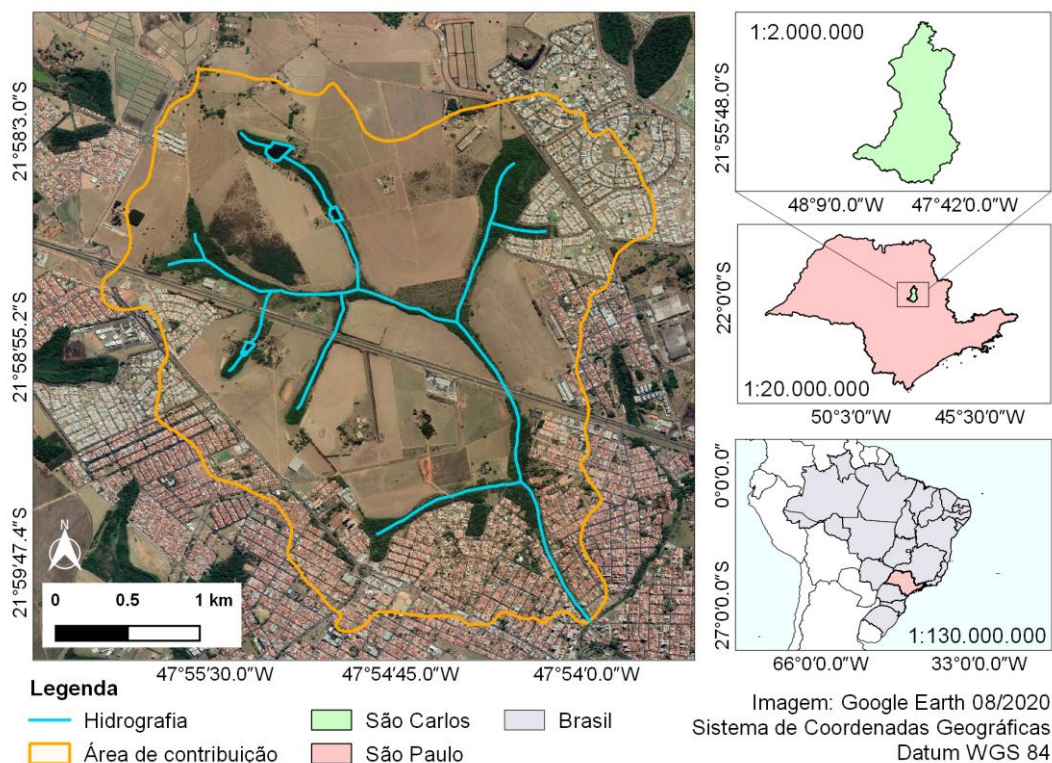 21°58'3.0"S
21°58'55.2"S
21°59'47.4"S
N
0 0.5 1 km
47°55'30.0"W 47°54'45.0"W 47°54'0.0"W
1:2.000.000
21°55'48.0"S
48°9'0.0"W 47°42'0.0"W
22°0'0"S
1:20.000.000
50°3'0"W 45°30'0"W
0°0'0.0"S
27°0'0.0"S
1:130.000.000
66°0'0.0"W 33°0'0.0"W
Legenda
Hidrografia
Área de contribuição
São Carlos
São Paulo
Brasil
Imagem: Google Earth 08/2020
Sistema de Coordenadas Geográficas
Datum WGS 84